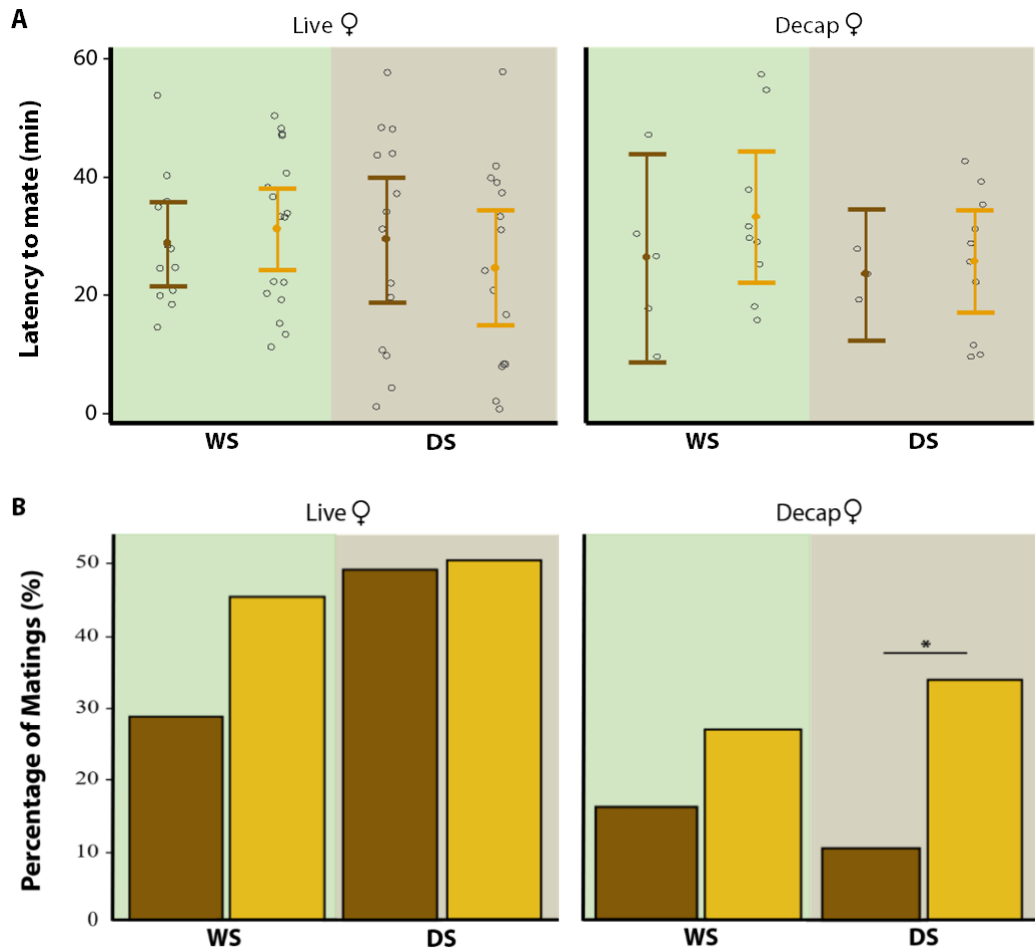 A
Live ♀ Decap ♀
Latency to mate (min)
60
40
20
0
WS DS WS DS
B
Live ♀ Decap ♀
Percentage of Matings (%)
50
40
30
20
10
0
*
WS DS WS DS